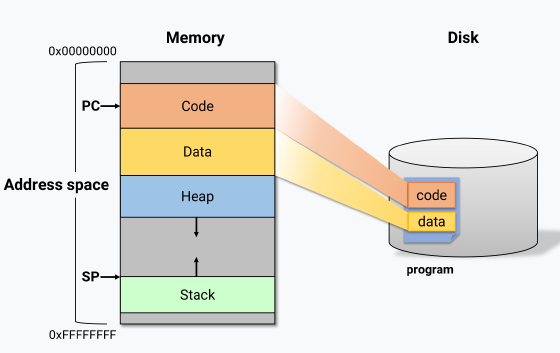 Memory
Disk
0x00000000
PC
Code
Data
Address space
Heap
code
data
program
SP
Stack
0xFFFFFFFF